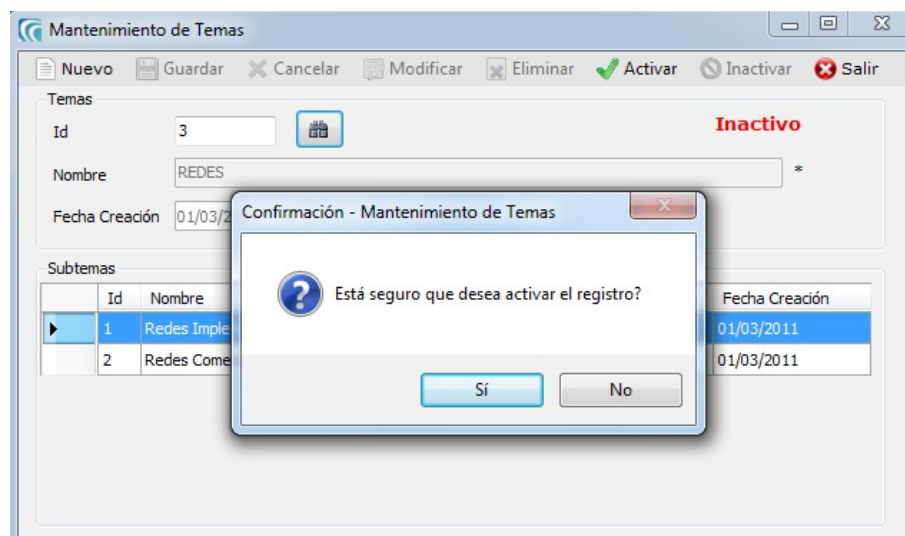 Mantenimiento de Temas
Nuevo Guardar Cancelar Modificar Eliminar Activar Inactivar Salir
Temas
Id 3 Inactivo
Nombre REDES *
Fecha Creación 01/03/2
Confirmación - Mantenimiento de Temas
Está seguro que desea activar el registro?
Sí No
Subtemas
Id Nombre Fecha Creación
1 Redes Imple 01/03/2011
2 Redes Come 01/03/2011